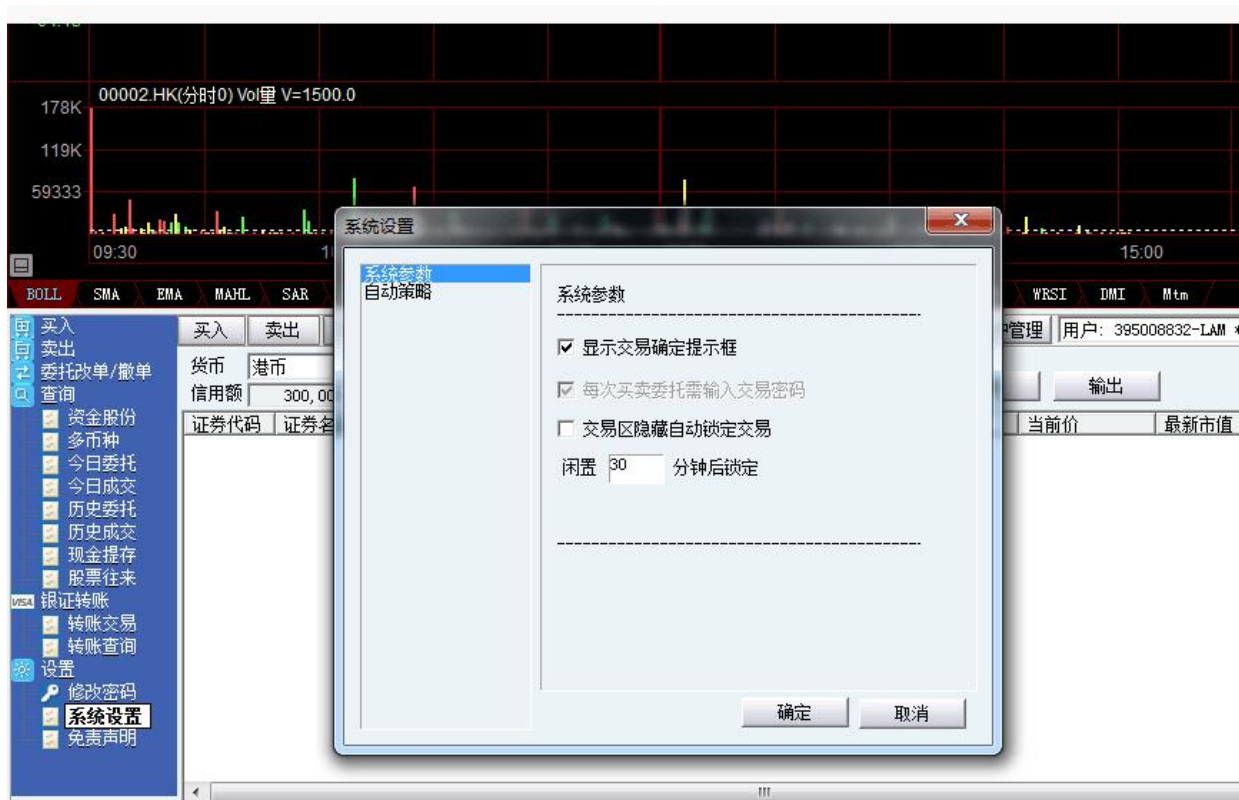 00002.HK(分时0) Vol量 V=1500.0
178K
119K
59333
09:30
15:00
BOLL SMA EMA MAHL SAR WRSI DMI Mtm
系统设置
系统参数
自动策略
系统参数
显示交易确定提示框
每次买卖委托需输入交易密码
交易区隐藏自动锁定交易
闲置 30 分钟后锁定
确定 取消
买入
卖出
委托改单/撤单
查询
资金股份
多币种
今日委托
今日成交
历史委托
历史成交
现金提存
股票往来
VISA 银证转账
转账交易
转账查询
设置
修改密码
系统设置
免责声明
买入 卖出 管理 用户: 395008832-LAM *
货币 港币
信用额 300,00 输出
证券代码 证券名 当前价 最新市值